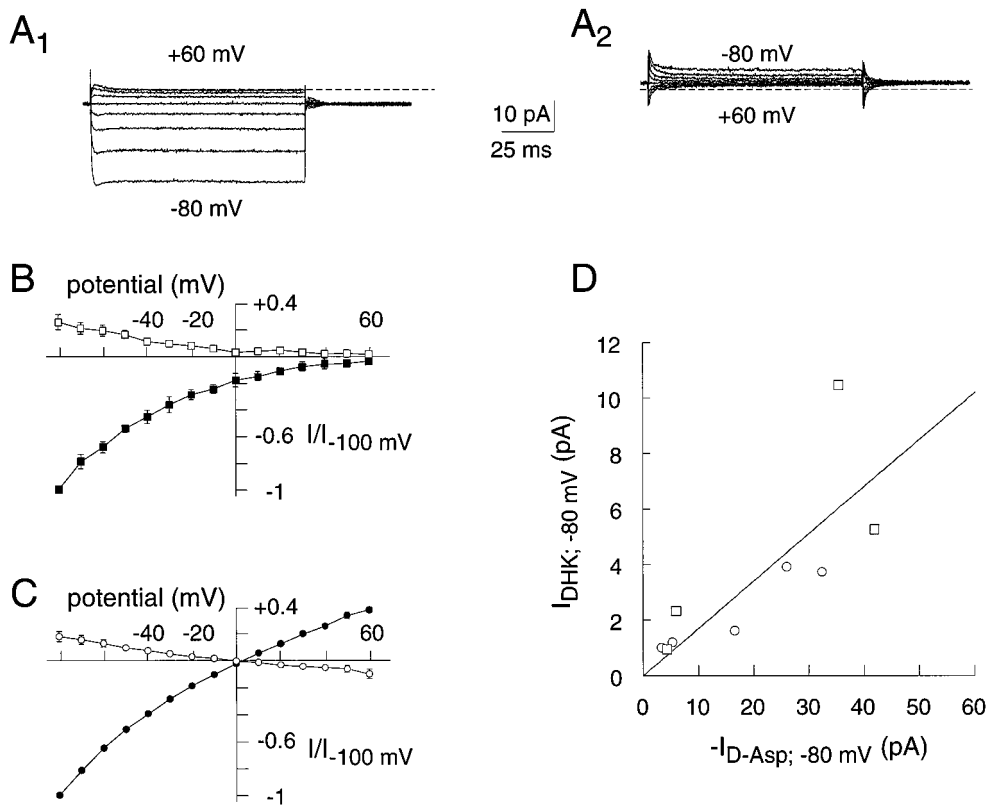 A1
+60 mV
-80 mV
A2
-80 mV
+60 mV
10 pA
25 ms
B
potential (mV)
+0.4
-40 -20 60
-0.6 I/I-100 mV
-1
C
potential (mV)
+0.4
-40 -20 60
-0.6 I/I-100 mV
-1
D
12
10
8
6
4
2
0
IDHK; -80 mV (pA)
0 10 20 30 40 50 60
-ID-Asp; -80 mV (pA)